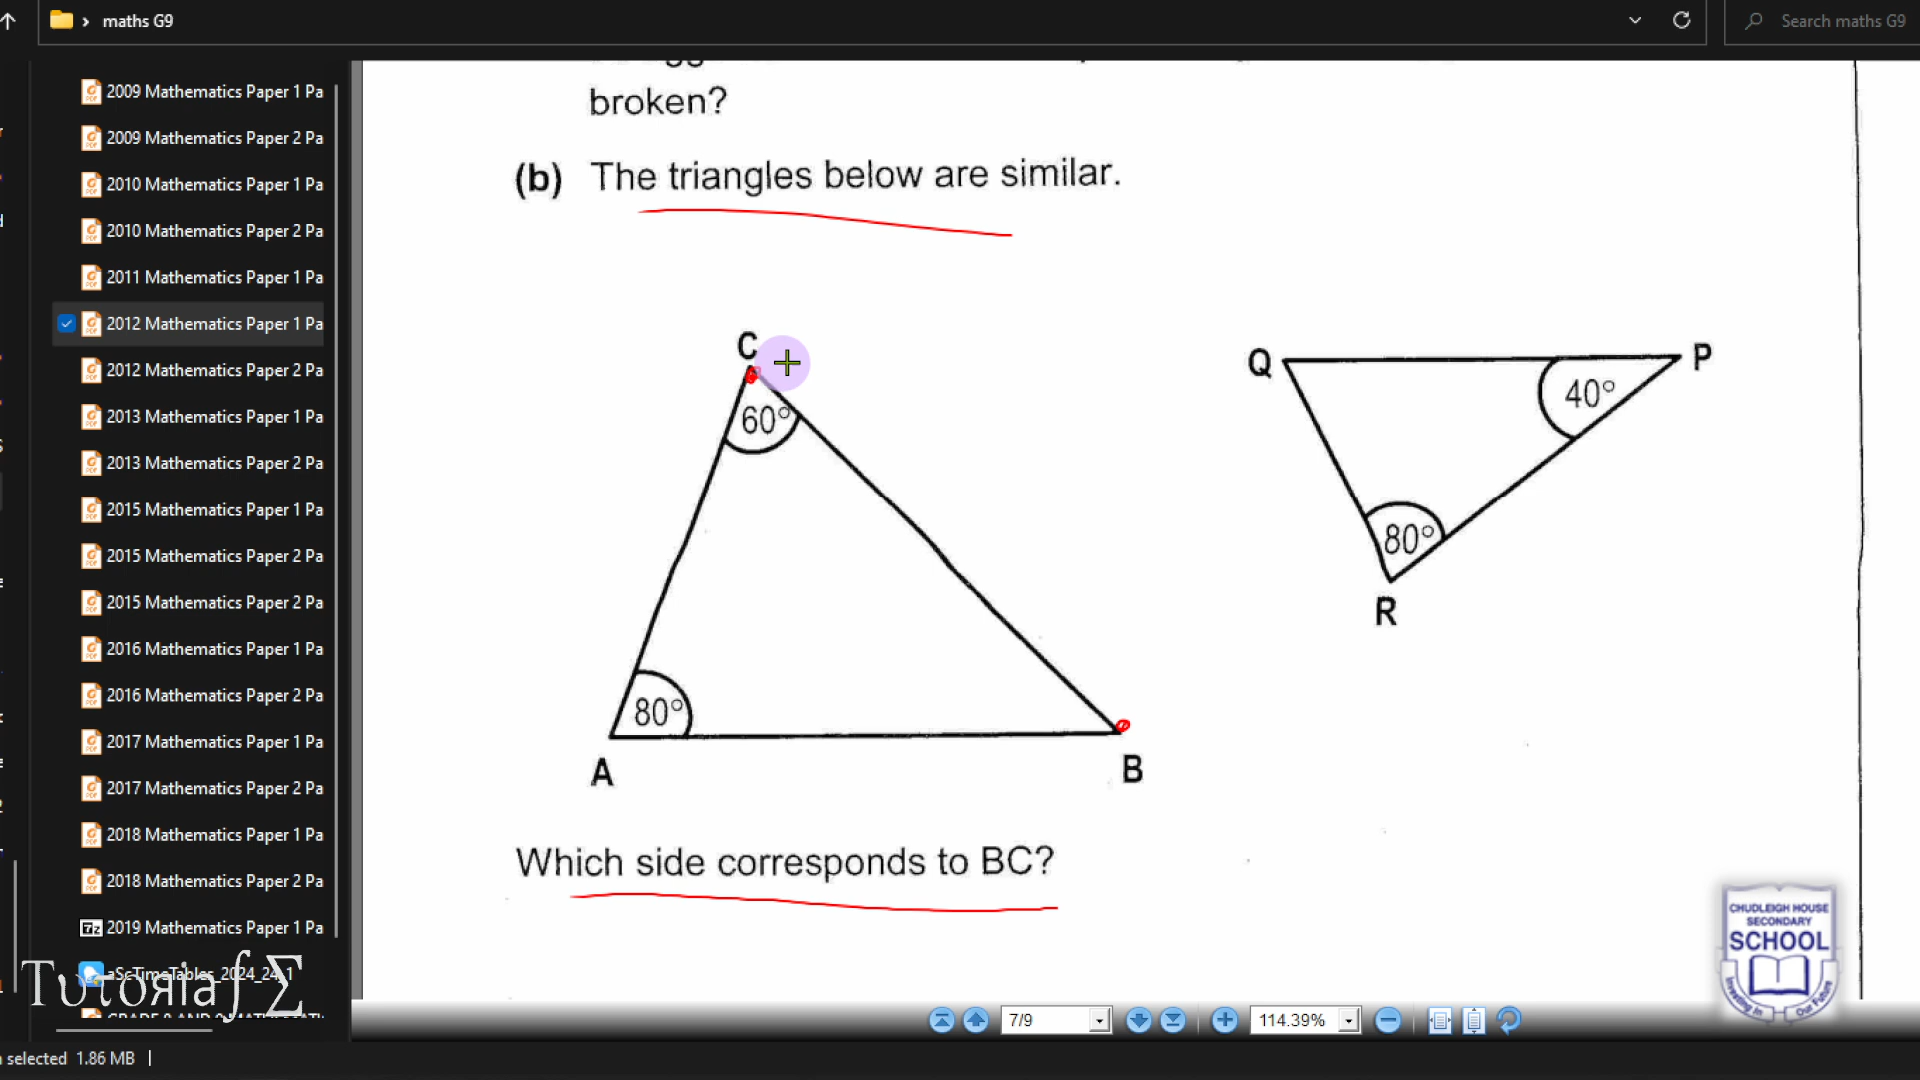 maths G9
Search maths G9
2009 Mathematics Paper 1 Pa
2009 Mathematics Paper 2 Pa
2010 Mathematics Paper 1 Pa
2010 Mathematics Paper 2 Pa
2011 Mathematics Paper 1 Pa
2012 Mathematics Paper 1 Pa
2012 Mathematics Paper 2 Pa
2013 Mathematics Paper 1 Pa
2013 Mathematics Paper 2 Pa
2015 Mathematics Paper 1 Pa
2015 Mathematics Paper 2 Pa
2015 Mathematics Paper 2 Pa
2016 Mathematics Paper 1 Pa
2016 Mathematics Paper 2 Pa
2017 Mathematics Paper 1 Pa
2017 Mathematics Paper 2 Pa
2018 Mathematics Paper 1 Pa
2018 Mathematics Paper 2 Pa
2019 Mathematics Paper 1 Pa
aScTimeTables_2024_24_1
selected 1.86 MB
broken?
(b) The triangles below are similar.
C
60°
80°
A
B
Q
P
40°
80°
R
Which side corresponds to BC?
CHUDLEIGH HOUSE
SECONDARY
SCHOOL
Investing In Our Future
7/9
114.39%